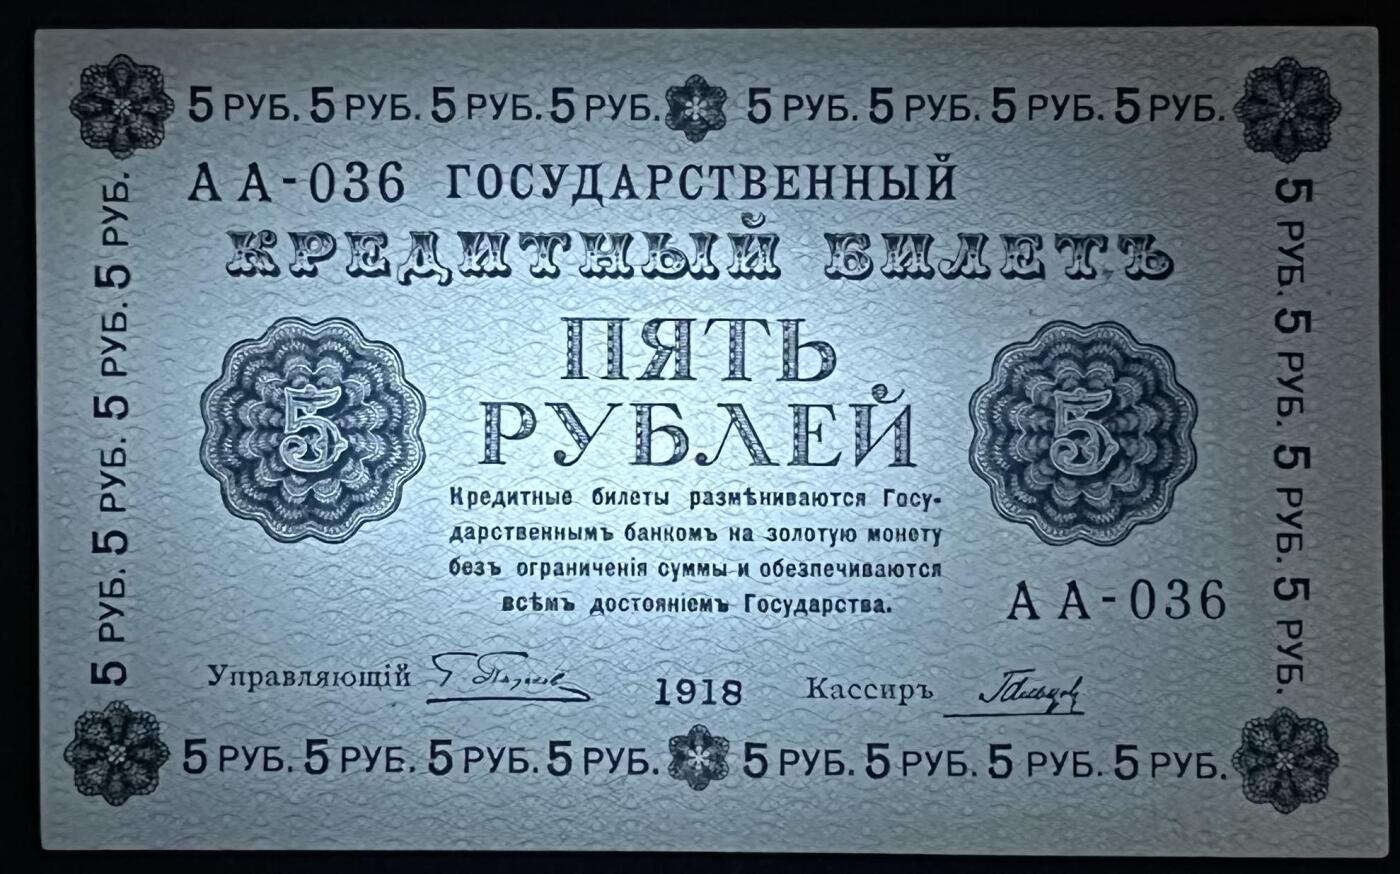 5 РУБ. 5 РУБ. 5 РУБ. 5 РУБ. 5 РУБ. 5 РУБ. 5 РУБ. 5 РУБ.
АА-036 ГОСУДАРСТВЕННЫЙ
КРЕДИТНЫЙ БИЛЕТЪ
ПЯТЬ
РУБЛЕЙ
5
5
Кредитные билеты размѣниваются Госу-
дарственнымъ банкомъ на золотую монету
безъ ограниченія суммы и обезпечиваются
всѣмъ достояніемъ Государства.
АА-036
Управляющій
1918
Кассиръ
5 РУБ. 5 РУБ. 5 РУБ. 5 РУБ.
5 РУБ. 5 РУБ. 5 РУБ. 5 РУБ.
5 РУБ. 5 РУБ. 5 РУБ. 5 РУБ. 5 РУБ. 5 РУБ. 5 РУБ. 5 РУБ.